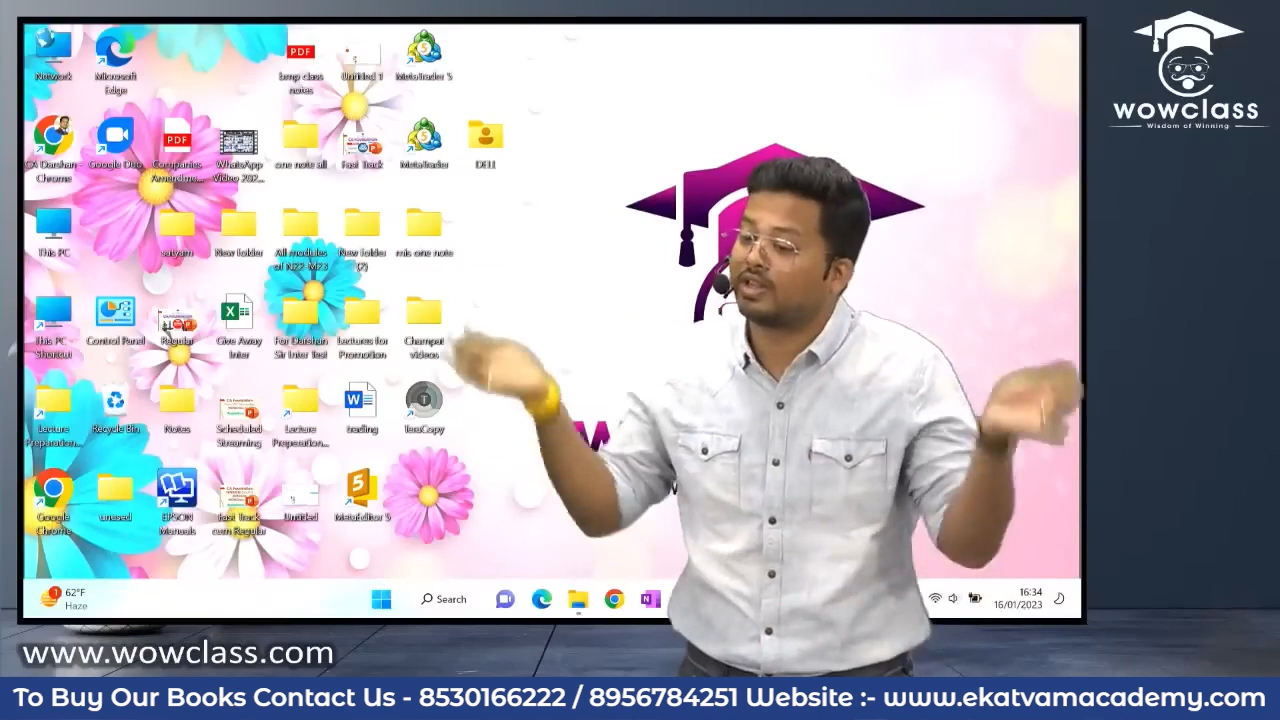 wowclass
Wisdom of Winning
Network
Microsoft
Edge
PDF
bmp class
notes
Untitled 1
MetaTrader 5
CA Darshan -
Chrome
Google Duo
PDF
Companies
Amendme...
WhatsApp
Video 202...
one note all
Fast Track
MetaTrader
DELL
This PC
satyam
New folder
All modules
of N22-M23
New folder
(2)
mis one note
This PC -
Shortcut
Control Panel
Regular
Give Away
Inter
For Darshan
Sir Inter Test
Lectures for
Promotion
Champat
videos
Lecture
Preparation...
Recycle Bin
Notes
Scheduled
Streaming
Lecture
Preparation...
trading
TeraCopy
Google
Chrome
unused
EPSON
Manuals
Fast Track
cum Regular
Untitled
MetaEditor 5
1
62°F
Haze
Search
16:34
16/01/2023
www.wowclass.com
To Buy Our Books Contact Us - 8530166222 / 8956784251 Website :- www.ekatvamacademy.com